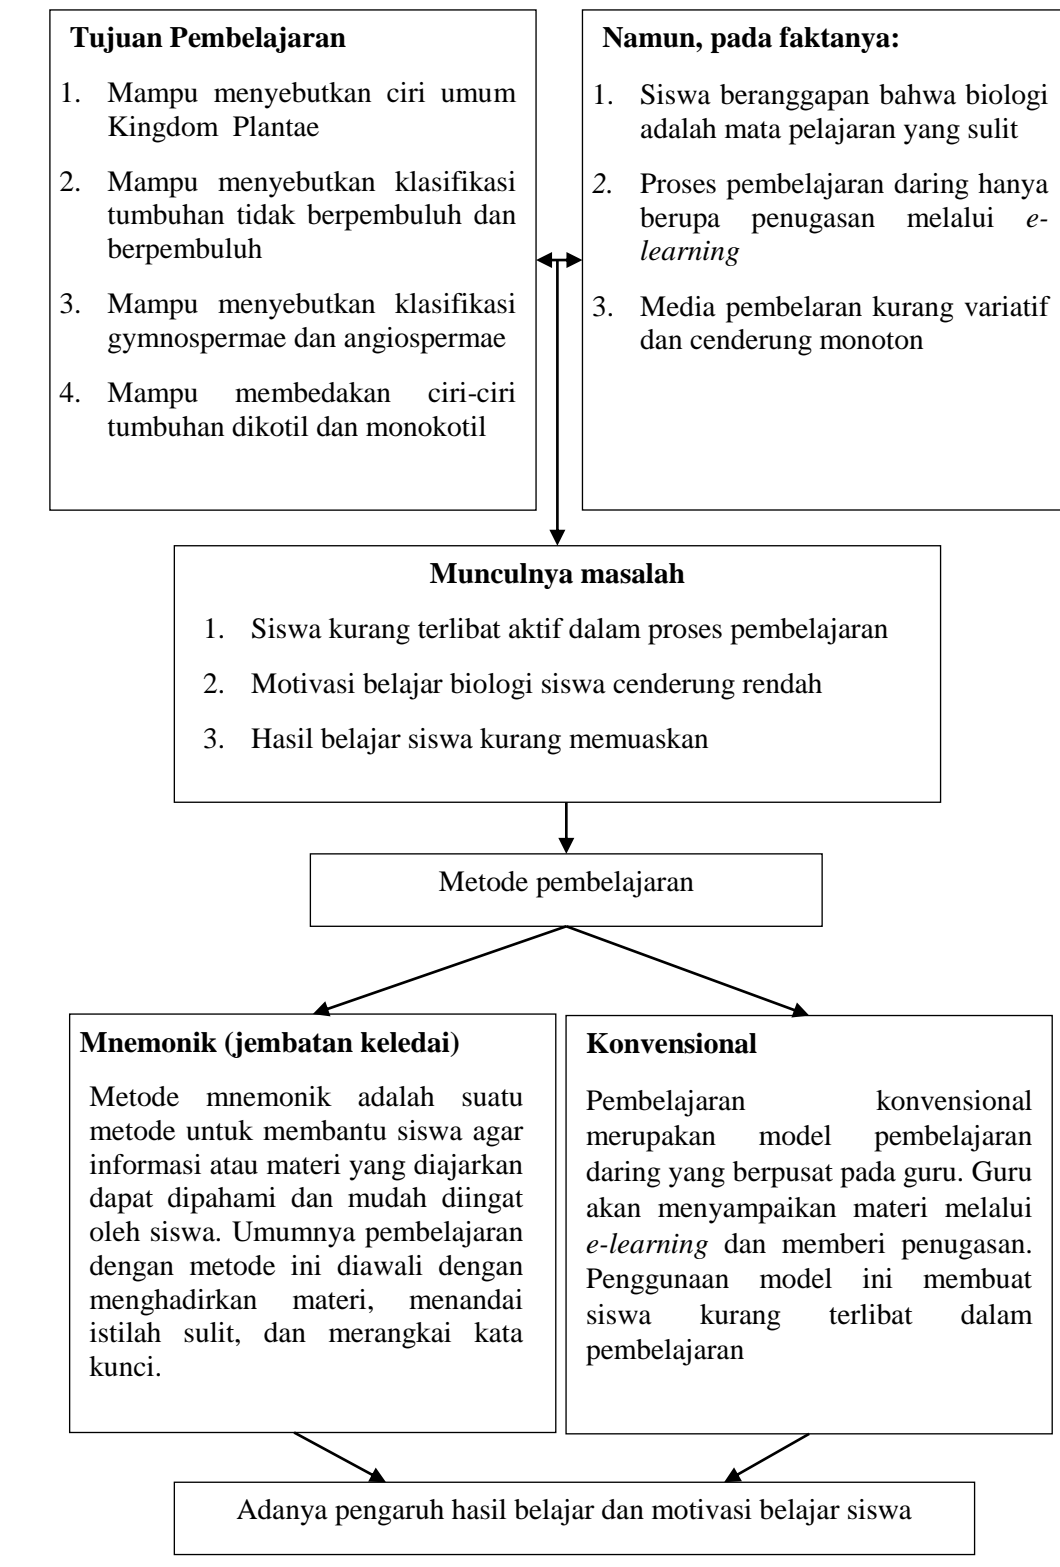 Tujuan Pembelajaran
1. Mampu menyebutkan ciri umum
Kingdom Plantae
2. Mampu menyebutkan klasifikasi
tumbuhan tidak berpembuluh dan
berpembuluh
3. Mampu menyebutkan klasifikasi
gymnospermae dan angiospermae
4. Mampu membedakan ciri-ciri
tumbuhan dikotil dan monokotil
Namun, pada faktanya:
1. Siswa beranggapan bahwa biologi
adalah mata pelajaran yang sulit
2. Proses pembelajaran daring hanya
berupa penugasan melalui e-
learning
3. Media pembelaran kurang variatif
dan cenderung monoton
Munculnya masalah
1. Siswa kurang terlibat aktif dalam proses pembelajaran
2. Motivasi belajar biologi siswa cenderung rendah
3. Hasil belajar siswa kurang memuaskan
Metode pembelajaran
Mnemonik (jembatan keledai)
Metode mnemonik adalah suatu
metode untuk membantu siswa agar
informasi atau materi yang diajarkan
dapat dipahami dan mudah diingat
oleh siswa. Umumnya pembelajaran
dengan metode ini diawali dengan
menghadirkan materi, menandai
istilah sulit, dan merangkai kata
kunci.
Konvensional
Pembelajaran konvensional
merupakan model pembelajaran
daring yang berpusat pada guru. Guru
akan menyampaikan materi melalui
e-learning dan memberi penugasan.
Penggunaan model ini membuat
siswa kurang terlibat dalam
pembelajaran
Adanya pengaruh hasil belajar dan motivasi belajar siswa